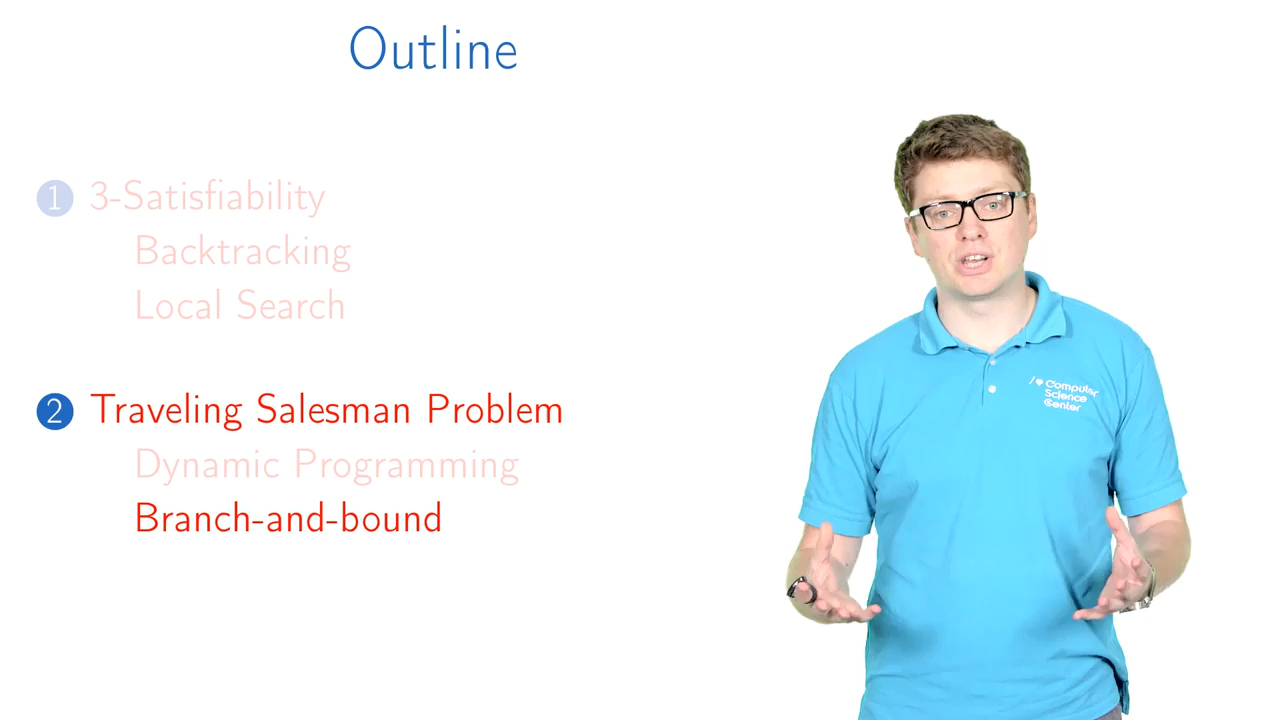 Outline
1 3-Satisfiability
Backtracking
Local Search
2 Traveling Salesman Problem
Dynamic Programming
Branch-and-bound
Computer
Science
Center